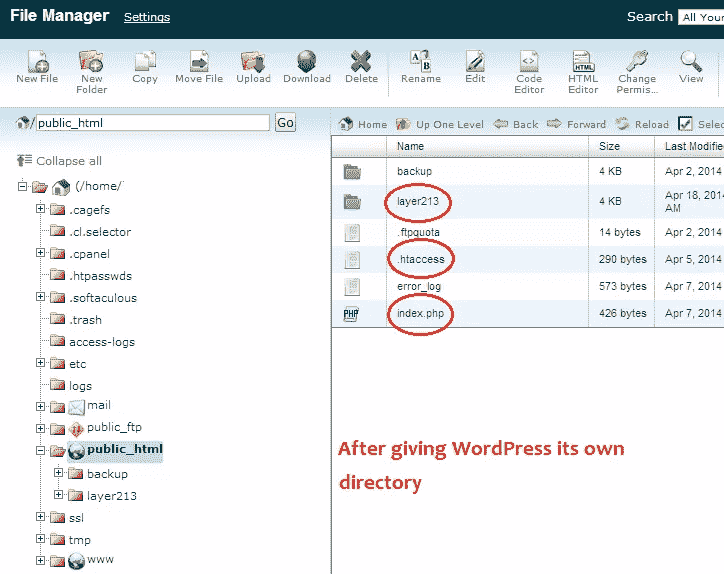 File Manager Settings Search All Your
New File New Folder Copy Move File Upload Download Delete Rename Edit Code Editor HTML Editor Change Permis... View
/public_html Go
Home Up One Level Back Forward Reload Selec
Collapse all
(/home/
.cagefs
.cl.selector
.cpanel
.htpasswds
.softaculous
.trash
access-logs
etc
logs
mail
public_ftp
public_html
backup
layer213
ssl
tmp
www
Name Size Last Modifie
backup 4 KB Apr 2, 2014
layer213 4 KB Apr 18, 2014 AM
.ftpquota 14 bytes Apr 2, 2014
.htaccess 290 bytes Apr 5, 2014
error_log 573 bytes Apr 7, 2014
index.php 426 bytes Apr 7, 2014
PHP
After giving WordPress its own
directory